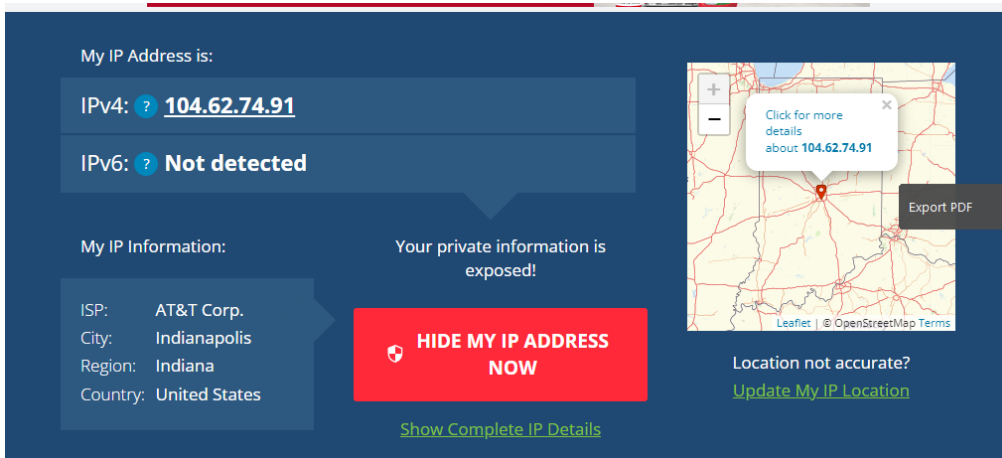 My IP Address is:
IPv4: ? 104.62.74.91
IPv6: ? Not detected
My IP Information:
ISP: AT&T Corp.
City: Indianapolis
Region: Indiana
Country: United States
Your private information is
exposed!
HIDE MY IP ADDRESS
NOW
Show Complete IP Details
+
−
Click for more
details
about 104.62.74.91
×
Export PDF
Leaflet | © OpenStreetMap Terms
Location not accurate?
Update My IP Location